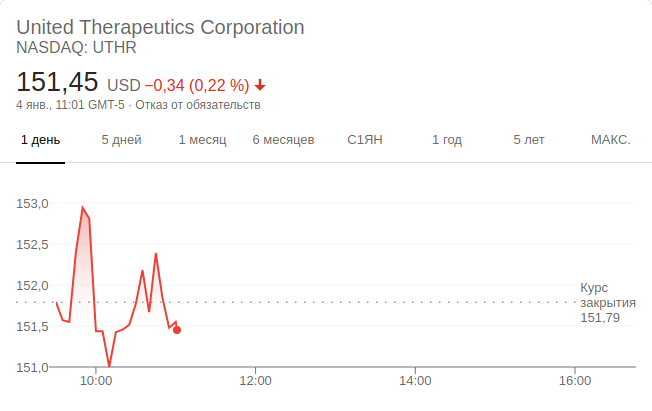 United Therapeutics Corporation
NASDAQ: UTHR
151,45 USD −0,34 (0,22 %)
4 янв., 11:01 GMT-5 · Отказ от обязательств
1 день 5 дней 1 месяц 6 месяцев С1ЯН 1 год 5 лет МАКС.
153,0
152,5
152,0
151,5
151,0
Курс
закрытия
151,79
10:00 12:00 14:00 16:00